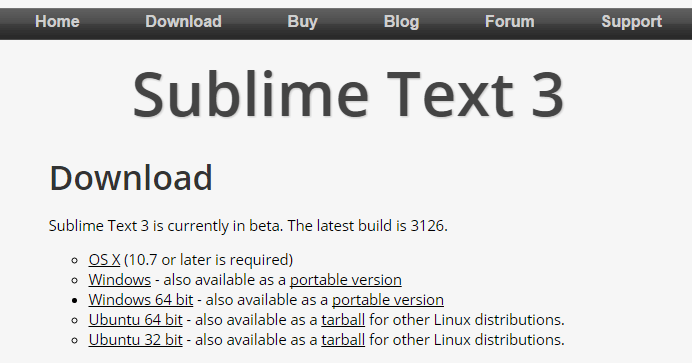 Home Download Buy Blog Forum Support
Sublime Text 3
Download
Sublime Text 3 is currently in beta. The latest build is 3126.
OS X (10.7 or later is required)
Windows - also available as a portable version
Windows 64 bit - also available as a portable version
Ubuntu 64 bit - also available as a tarball for other Linux distributions.
Ubuntu 32 bit - also available as a tarball for other Linux distributions.